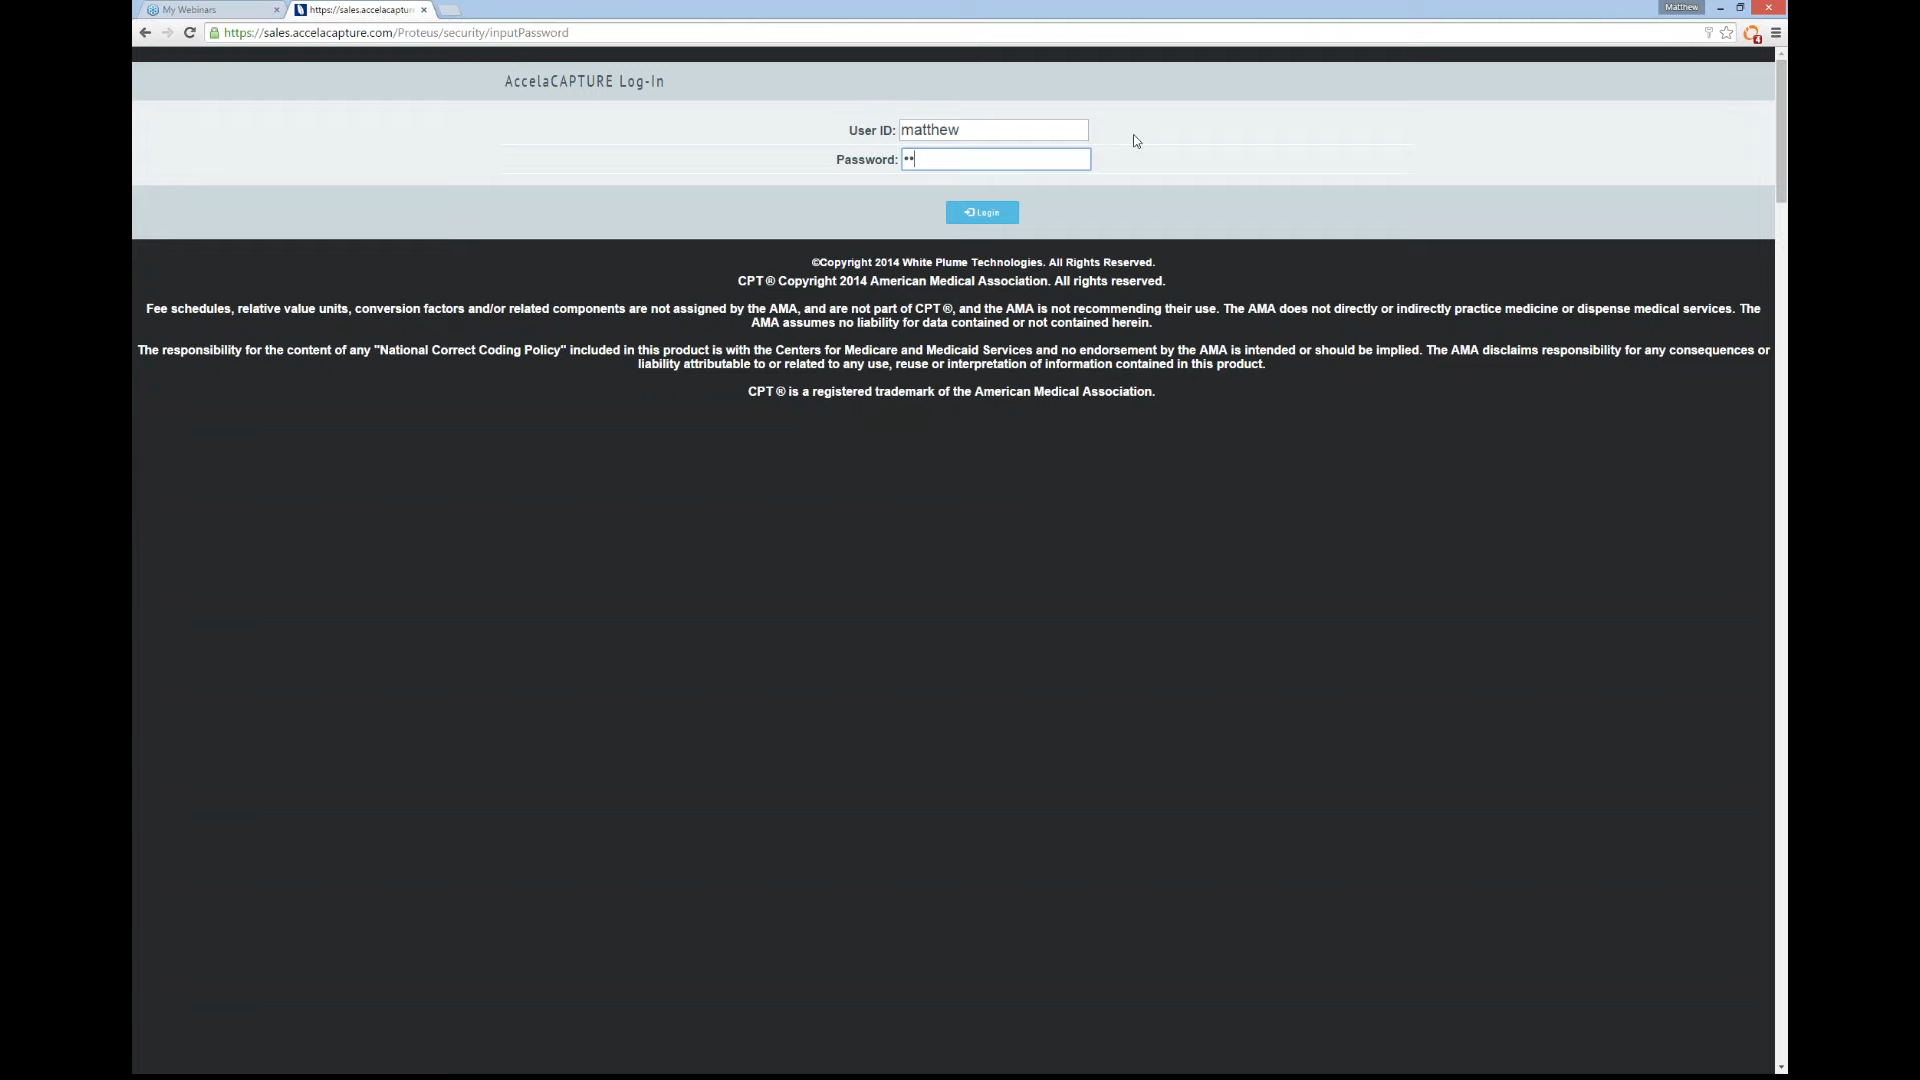 My Webinars
https://sales.accelacapture
Matthew
https://sales.accelacapture.com/Proteus/security/inputPassword
AccelaCAPTURE Log-In
User ID: matthew
Password: ••
Login
©Copyright 2014 White Plume Technologies. All Rights Reserved.
CPT ® Copyright 2014 American Medical Association. All rights reserved.
Fee schedules, relative value units, conversion factors and/or related components are not assigned by the AMA, and are not part of CPT ®, and the AMA is not recommending their use. The AMA does not directly or indirectly practice medicine or dispense medical services. The
AMA assumes no liability for data contained or not contained herein.
The responsibility for the content of any "National Correct Coding Policy" included in this product is with the Centers for Medicare and Medicaid Services and no endorsement by the AMA is intended or should be implied. The AMA disclaims responsibility for any consequences or
liability attributable to or related to any use, reuse or interpretation of information contained in this product.
CPT ® is a registered trademark of the American Medical Association.